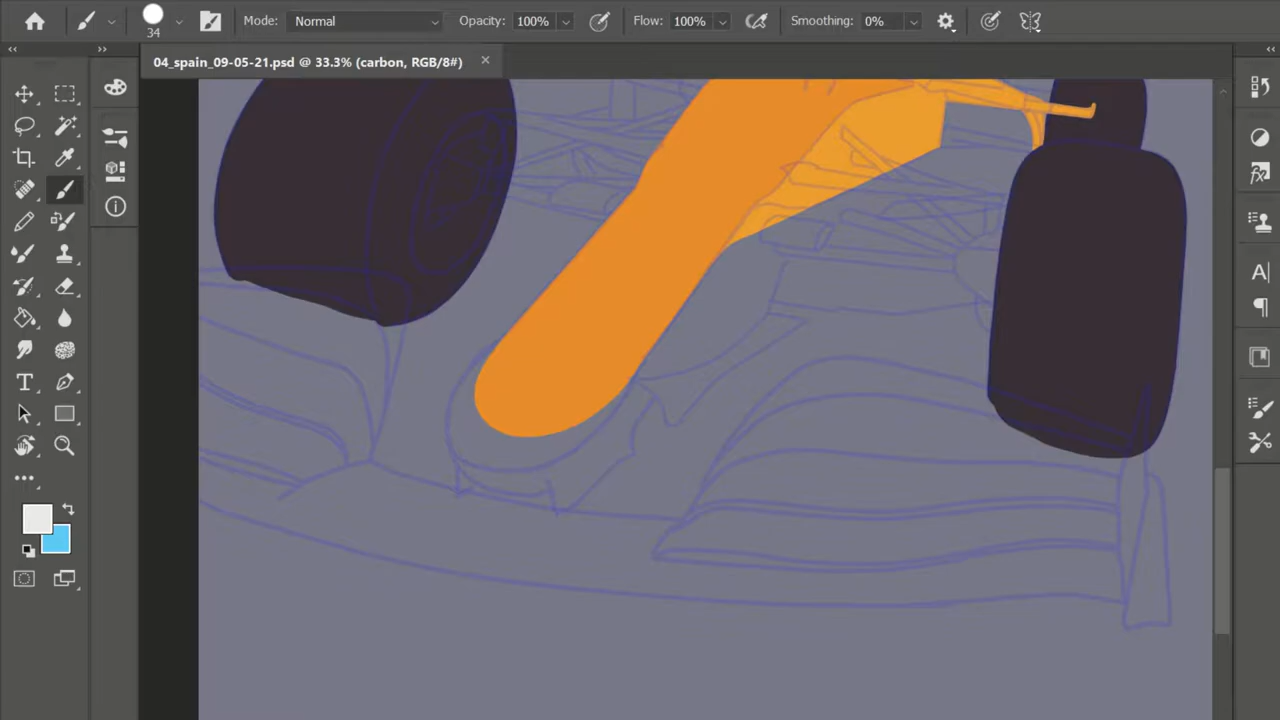 Mode: Normal Opacity: 100% Flow: 100% Smoothing: 0%
34
04_spain_09-05-21.psd @ 33.3% (carbon, RGB/8#) ×